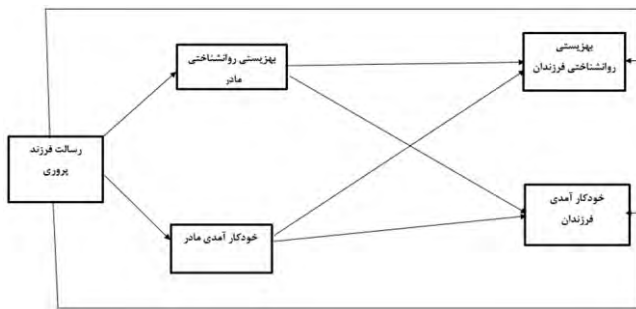 رسالت فرزند
پروری
بهزیستی روانشناختی
مادر
خودکار آمدی مادر
بهزیستی
روانشناختی فرزندان
خودکار آمدی
فرزندان